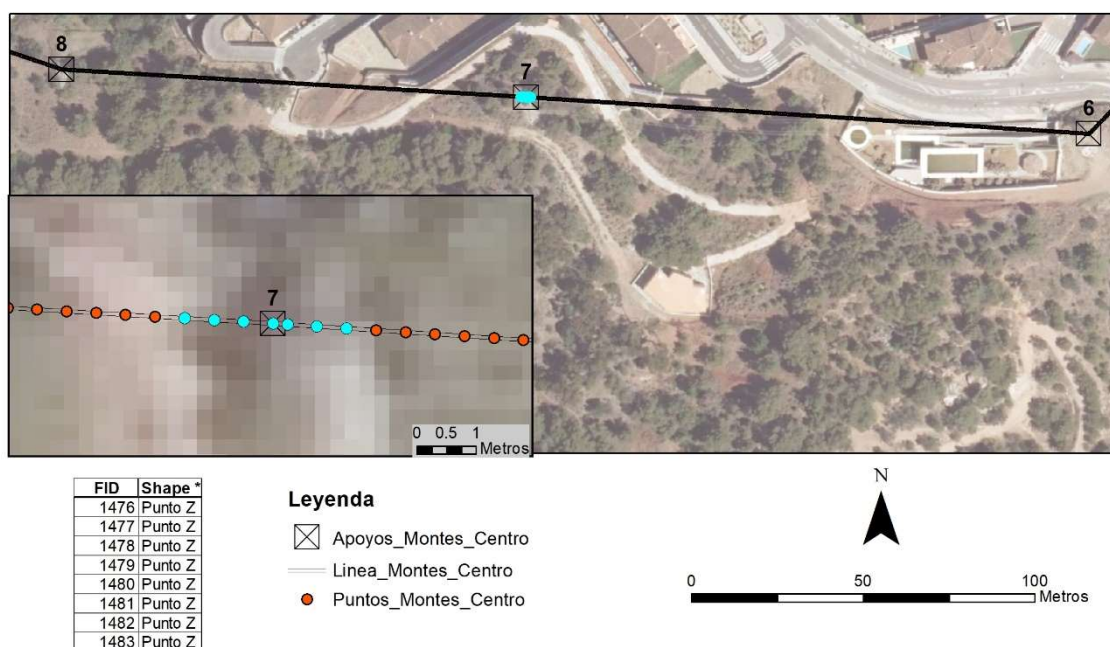 8
7
6
7
0 0.5 1
Metros
FID Shape *
1476 Punto Z
1477 Punto Z
1478 Punto Z
1479 Punto Z
1480 Punto Z
1481 Punto Z
1482 Punto Z
1483 Punto Z
Leyenda
Apoyos_Montes_Centro
Linea_Montes_Centro
Puntos_Montes_Centro
N
0 50 100
Metros